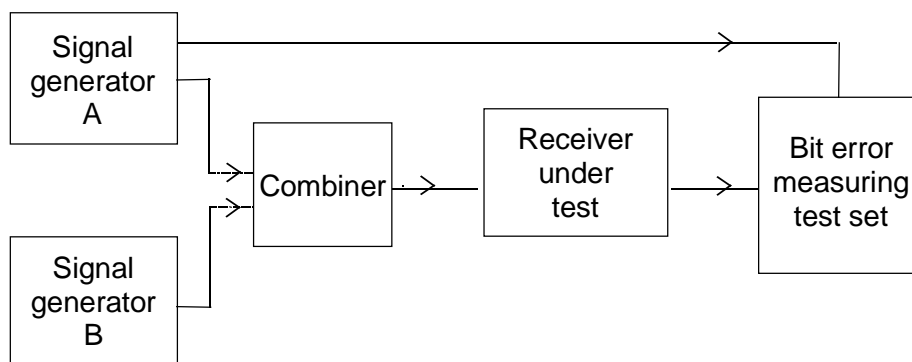 Signal
generator
A
Combiner
Receiver
under
test
Bit error
measuring
test set
Signal
generator
B